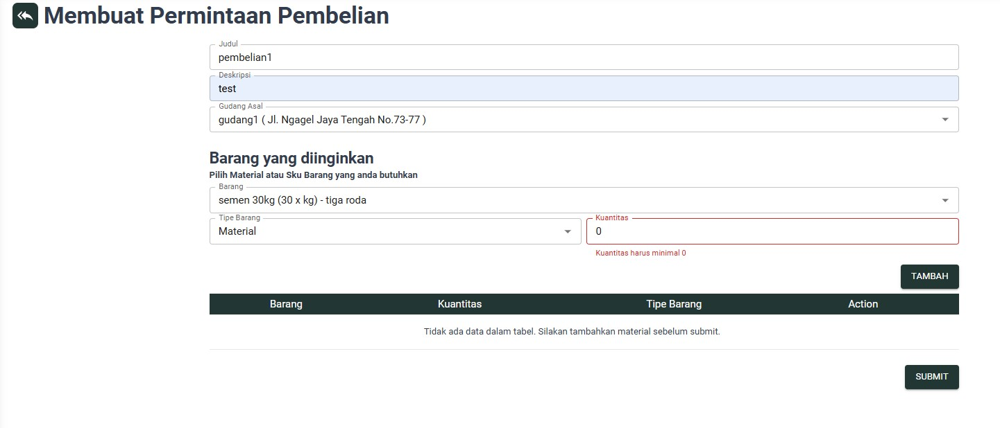 Membuat Permintaan Pembelian
Judul
pembelian1
Deskripsi
test
Gudang Asal
gudang1 ( Jl. Ngagel Jaya Tengah No.73-77 )
Barang yang diinginkan
Pilih Material atau Sku Barang yang anda butuhkan
Barang
semen 30kg (30 x kg) - tiga roda
Tipe Barang
Material
Kuantitas
0
Kuantitas harus minimal 0
TAMBAH
Barang Kuantitas Tipe Barang Action
Tidak ada data dalam tabel. Silakan tambahkan material sebelum submit.
SUBMIT